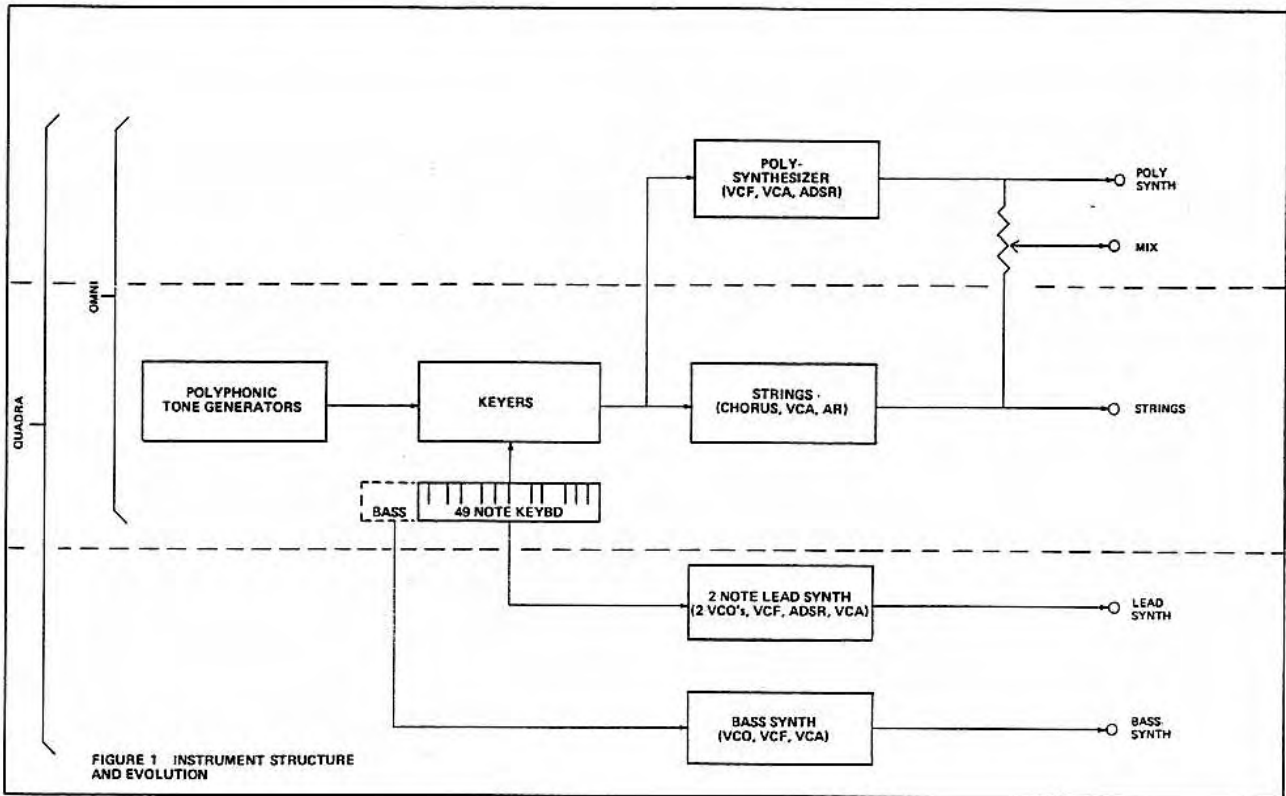 POLY-
SYNTHESIZER
(VCF, VCA, ADSR)
POLY
SYNTH
MIX
OMNI
QUADRA
POLYPHONIC
TONE GENERATORS
KEYERS
STRINGS
(CHORUS, VCA, AR)
STRINGS
BASS
49 NOTE KEYBD
2 NOTE LEAD SYNTH
(2 VCO's, VCF, ADSR, VCA)
LEAD
SYNTH
BASS SYNTH
(VCO, VCF, VCA)
BASS
SYNTH
FIGURE 1 INSTRUMENT STRUCTURE
AND EVOLUTION